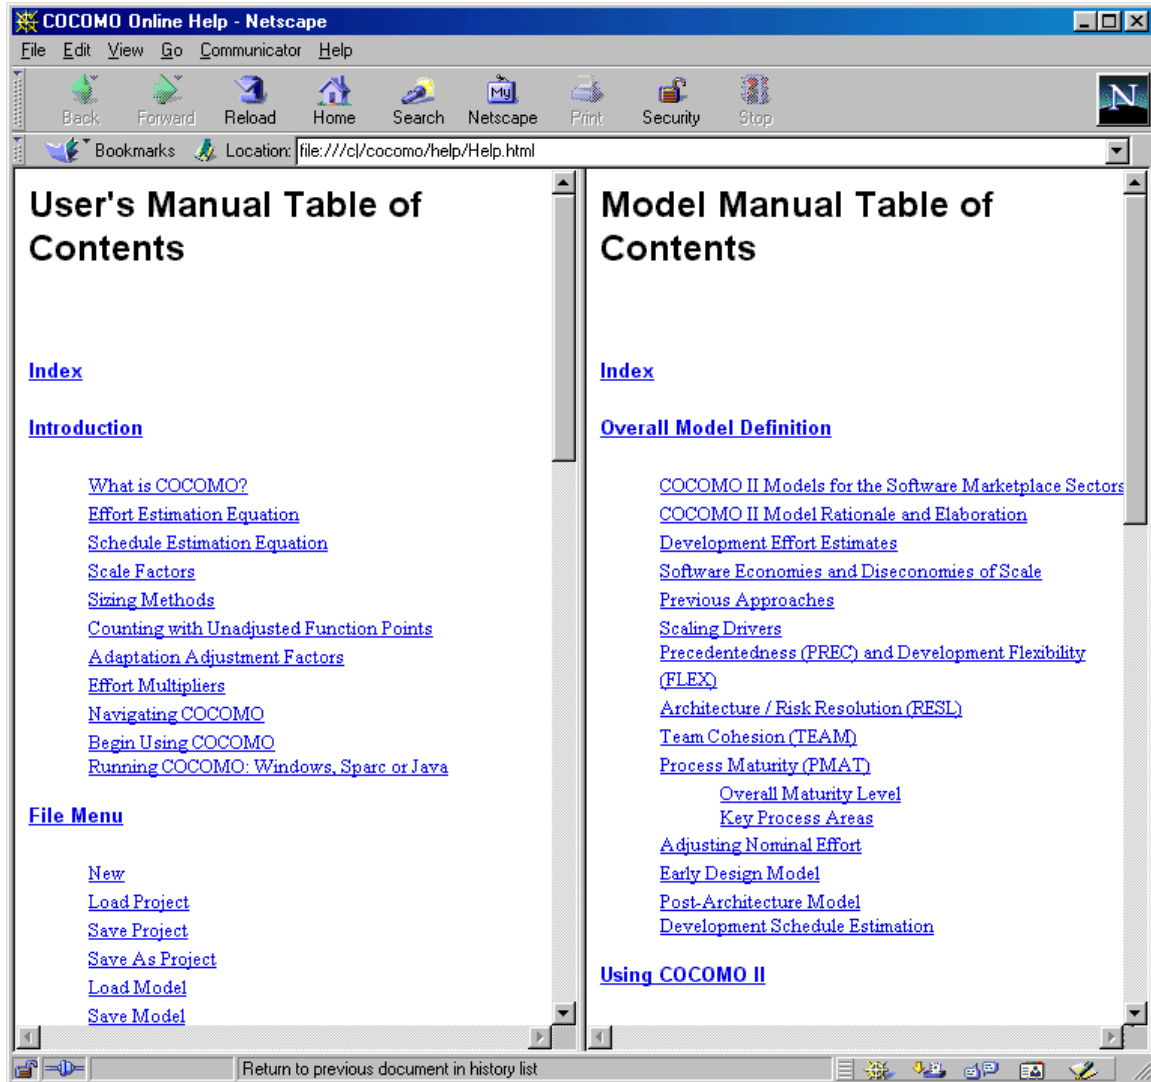 COCOMO Online Help - Netscape
File Edit View Go Communicator Help
Back Forward Reload Home Search Netscape Print Security Stop
My
N
Bookmarks Location: file:///c|/cocomo/help/Help.html
User's Manual Table of
Contents
Index
Introduction
What is COCOMO?
Effort Estimation Equation
Schedule Estimation Equation
Scale Factors
Sizing Methods
Counting with Unadjusted Function Points
Adaptation Adjustment Factors
Effort Multipliers
Navigating COCOMO
Begin Using COCOMO
Running COCOMO: Windows, Sparc or Java
File Menu
New
Load Project
Save Project
Save As Project
Load Model
Save Model
Model Manual Table of
Contents
Index
Overall Model Definition
COCOMO II Models for the Software Marketplace Sectors
COCOMO II Model Rationale and Elaboration
Development Effort Estimates
Software Economies and Diseconomies of Scale
Previous Approaches
Scaling Drivers
Precedentedness (PREC) and Development Flexibility
(FLEX)
Architecture / Risk Resolution (RESL)
Team Cohesion (TEAM)
Process Maturity (PMAT)
Overall Maturity Level
Key Process Areas
Adjusting Nominal Effort
Early Design Model
Post-Architecture Model
Development Schedule Estimation
Using COCOMO II
Return to previous document in history list